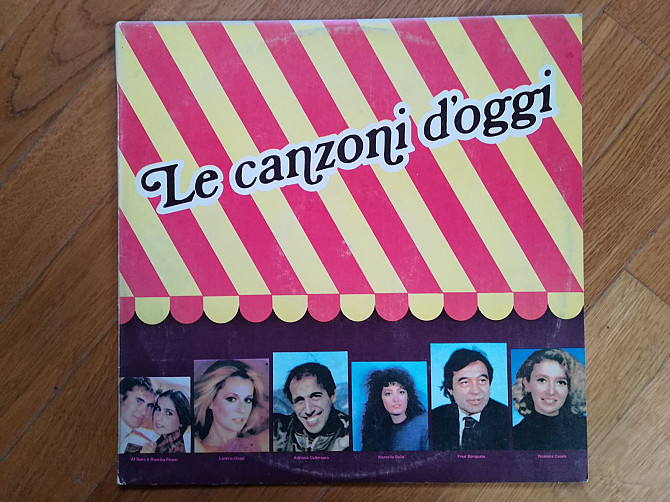 Le canzoni d'oggi
Al Bano & Romina Power
Loretta Goggi
Adriano Celentano
Marcella Bella
Fred Bongusto
Rossana Casale